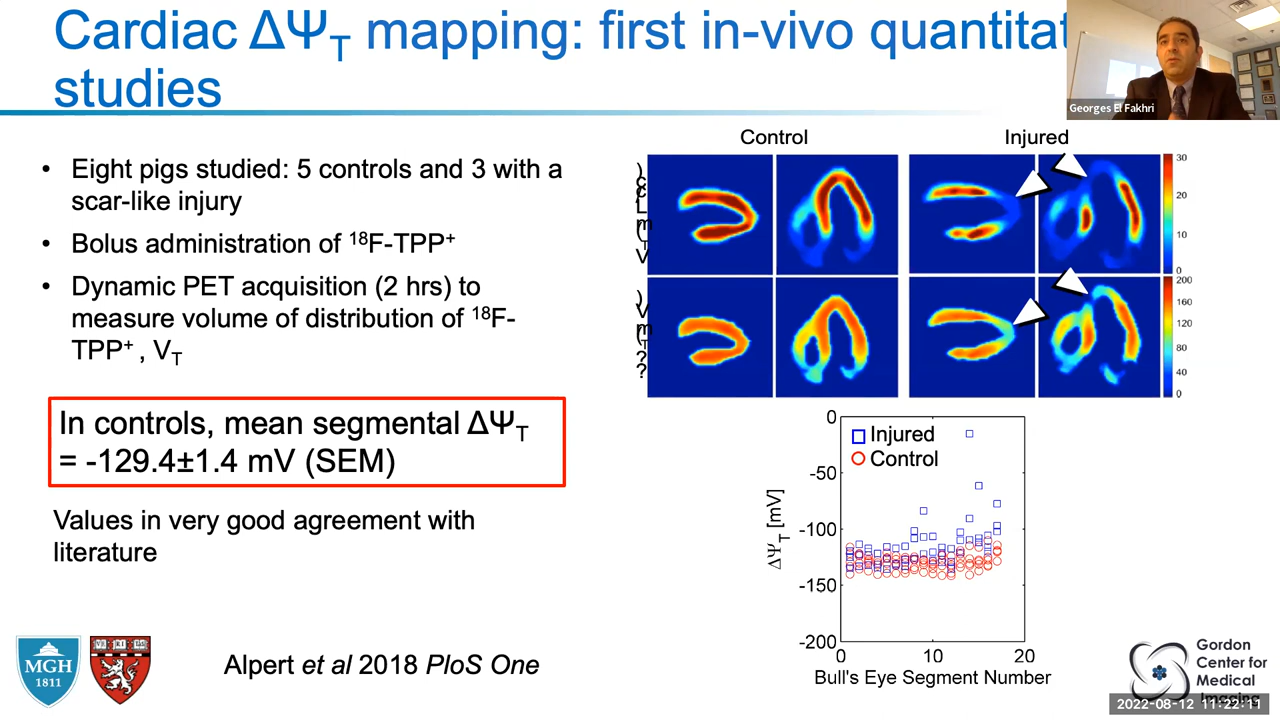 Cardiac ΔΨT mapping: first in-vivo quantitat
studies
Georges El Fakhri
• Eight pigs studied: 5 controls and 3 with a
scar-like injury
• Bolus administration of 18F-TPP+
• Dynamic PET acquisition (2 hrs) to
measure volume of distribution of 18F-
TPP+ , VT
In controls, mean segmental ΔΨT
= -129.4±1.4 mV (SEM)
Values in very good agreement with
literature
Control Injured
30
20
10
0
200
160
120
80
40
0
Injured
Control
0
-50
-100
-150
-200
ΔΨT [mV]
0 10 20
Bull's Eye Segment Number
MGH
1811
VE RI TAS
Alpert et al 2018 PloS One
Gordon
Center for
Medical
Imaging
2022-08-12 11:22:11